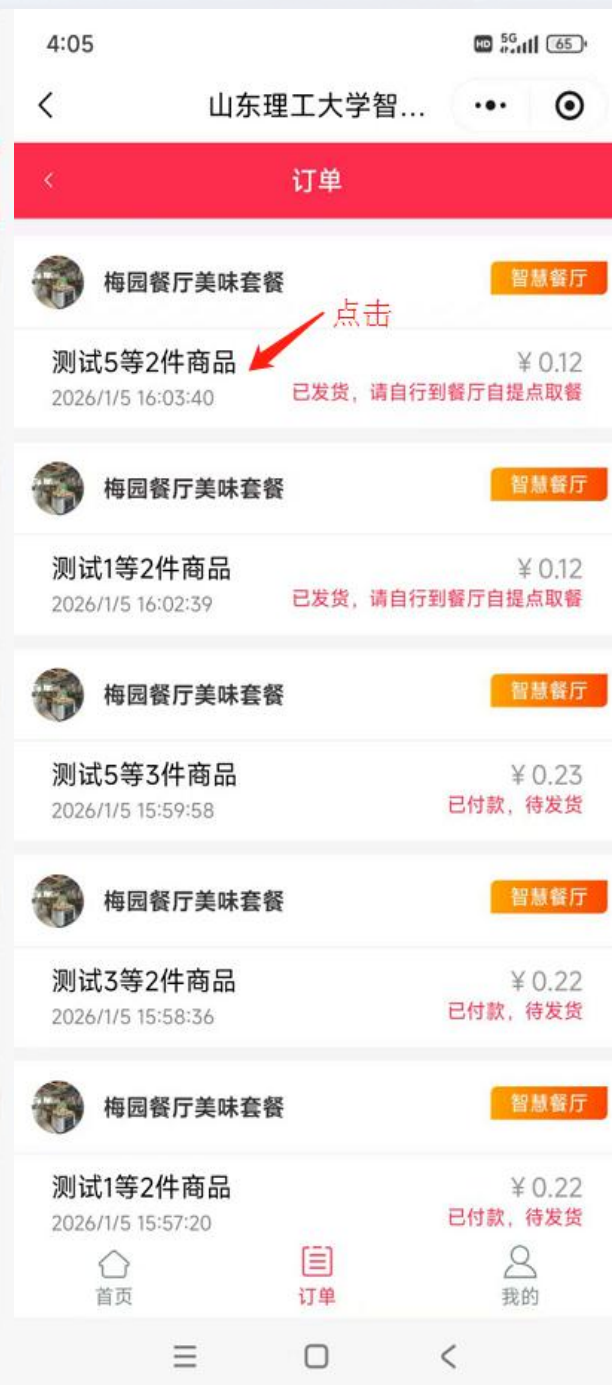 4:05
HD 5G 65
山东理工大学智...
订单
梅园餐厅美味套餐
智慧餐厅
点击
测试5等2件商品
¥ 0.12
2026/1/5 16:03:40
已发货，请自行到餐厅自提点取餐
梅园餐厅美味套餐
智慧餐厅
测试1等2件商品
¥ 0.12
2026/1/5 16:02:39
已发货，请自行到餐厅自提点取餐
梅园餐厅美味套餐
智慧餐厅
测试5等3件商品
¥ 0.23
2026/1/5 15:59:58
已付款，待发货
梅园餐厅美味套餐
智慧餐厅
测试3等2件商品
¥ 0.22
2026/1/5 15:58:36
已付款，待发货
梅园餐厅美味套餐
智慧餐厅
测试1等2件商品
¥ 0.22
2026/1/5 15:57:20
已付款，待发货
首页
订单
我的